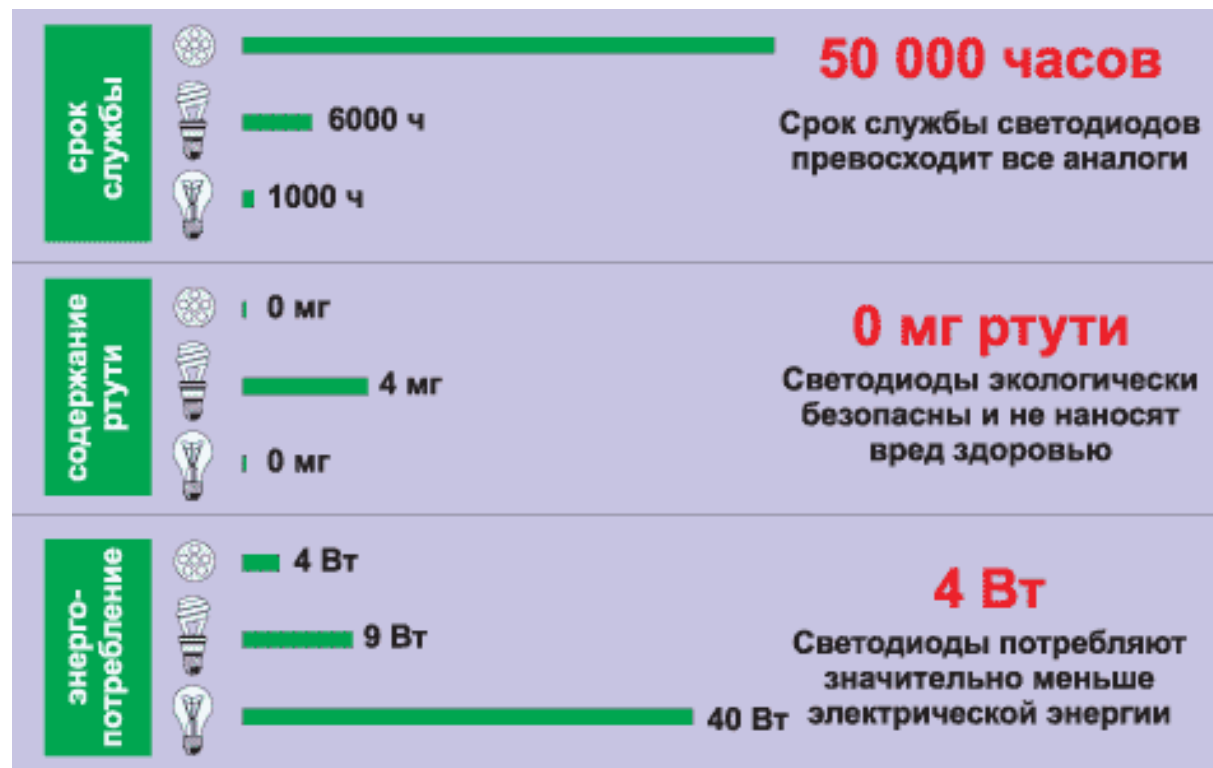 срок
службы
50 000 часов
6000 ч
Срок службы светодиодов
превосходит все аналоги
1000 ч
содержание
ртути
0 мг
0 мг ртути
4 мг
Светодиоды экологически
безопасны и не наносят
вред здоровью
0 мг
энерго-
потребление
4 Вт
4 Вт
9 Вт
Светодиоды потребляют
значительно меньше
электрической энергии
40 Вт